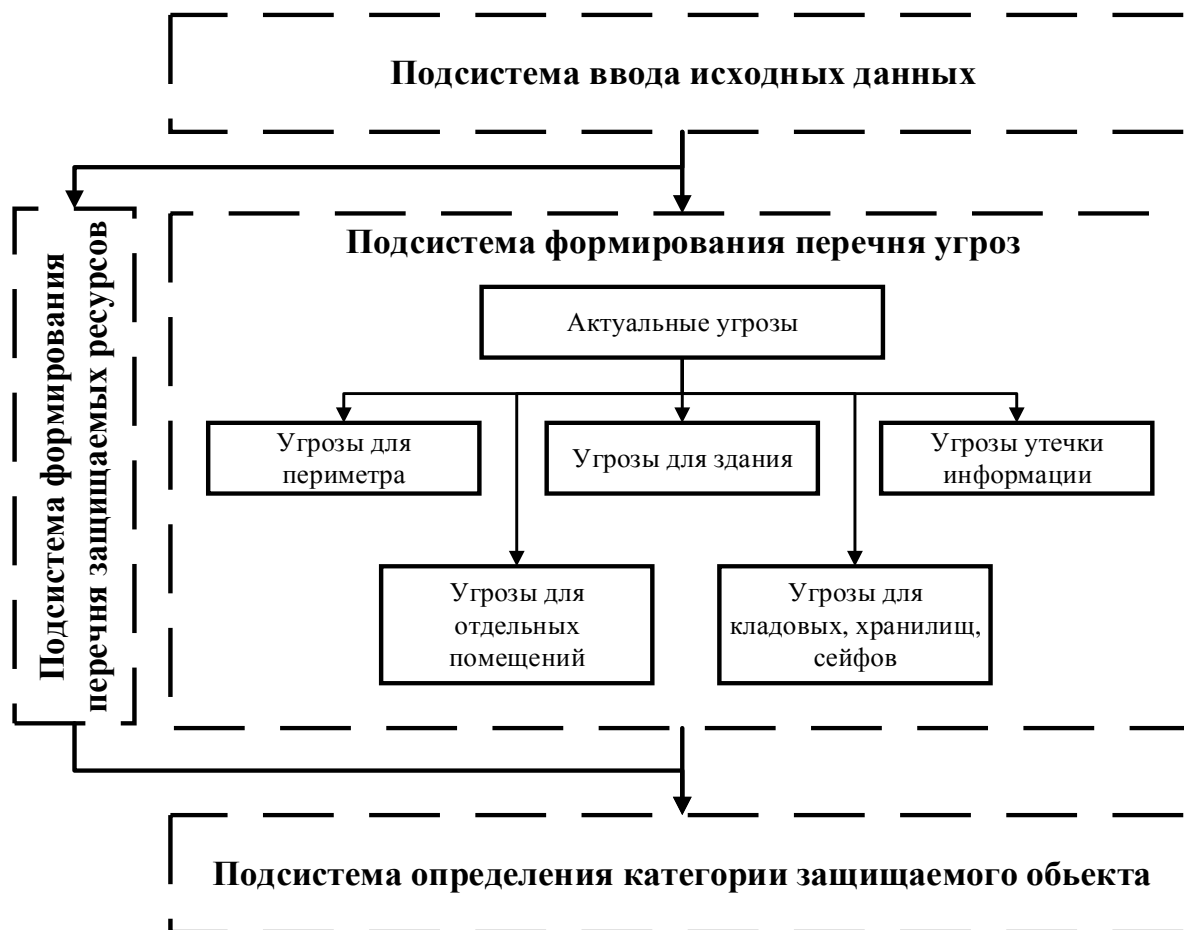 Подсистема ввода исходных данных
Подсистема формирования
перечня защищаемых ресурсов
Подсистема формирования перечня угроз
Актуальные угрозы
Угрозы для
периметра
Угрозы для здания
Угрозы утечки
информации
Угрозы для
отдельных
помещений
Угрозы для
кладовых, хранилищ,
сейфов
Подсистема определения категории защищаемого обьекта